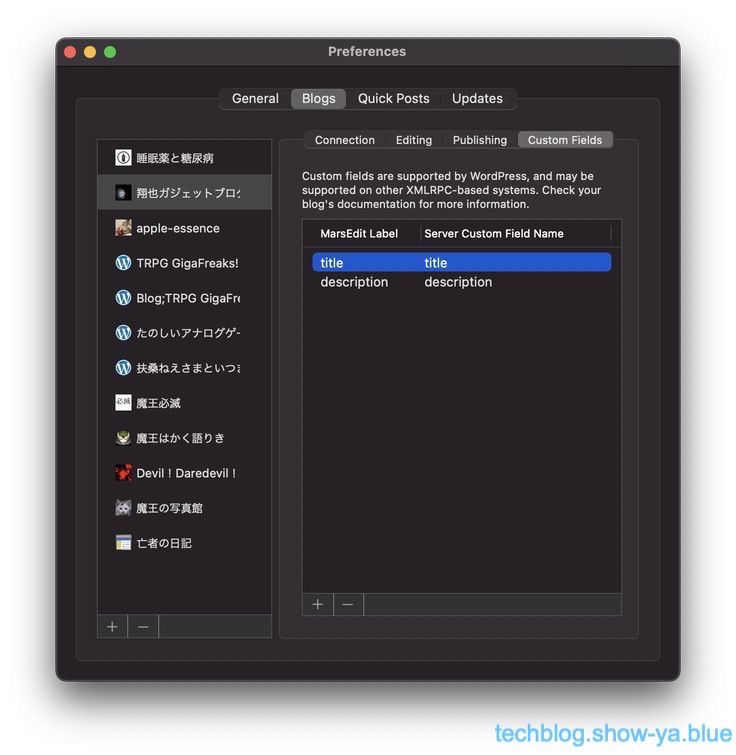 Preferences
General Blogs Quick Posts Updates
睡眠薬と糖尿病
翔也ガジェットブロ
apple-essence
TRPG GigaFreaks!
Blog;TRPG GigaFre
たのしいアナログゲー
扶桑ねえさまといつ
魔王必滅
魔王はかく語りき
Devil ! Daredevil !
魔王の写真館
亡者の日記
Connection Editing Publishing Custom Fields
Custom fields are supported by WordPress, and may be
supported on other XMLRPC-based systems. Check your
blog's documentation for more information.
MarsEdit Label Server Custom Field Name
title title
description description
techblog.show-ya.blue